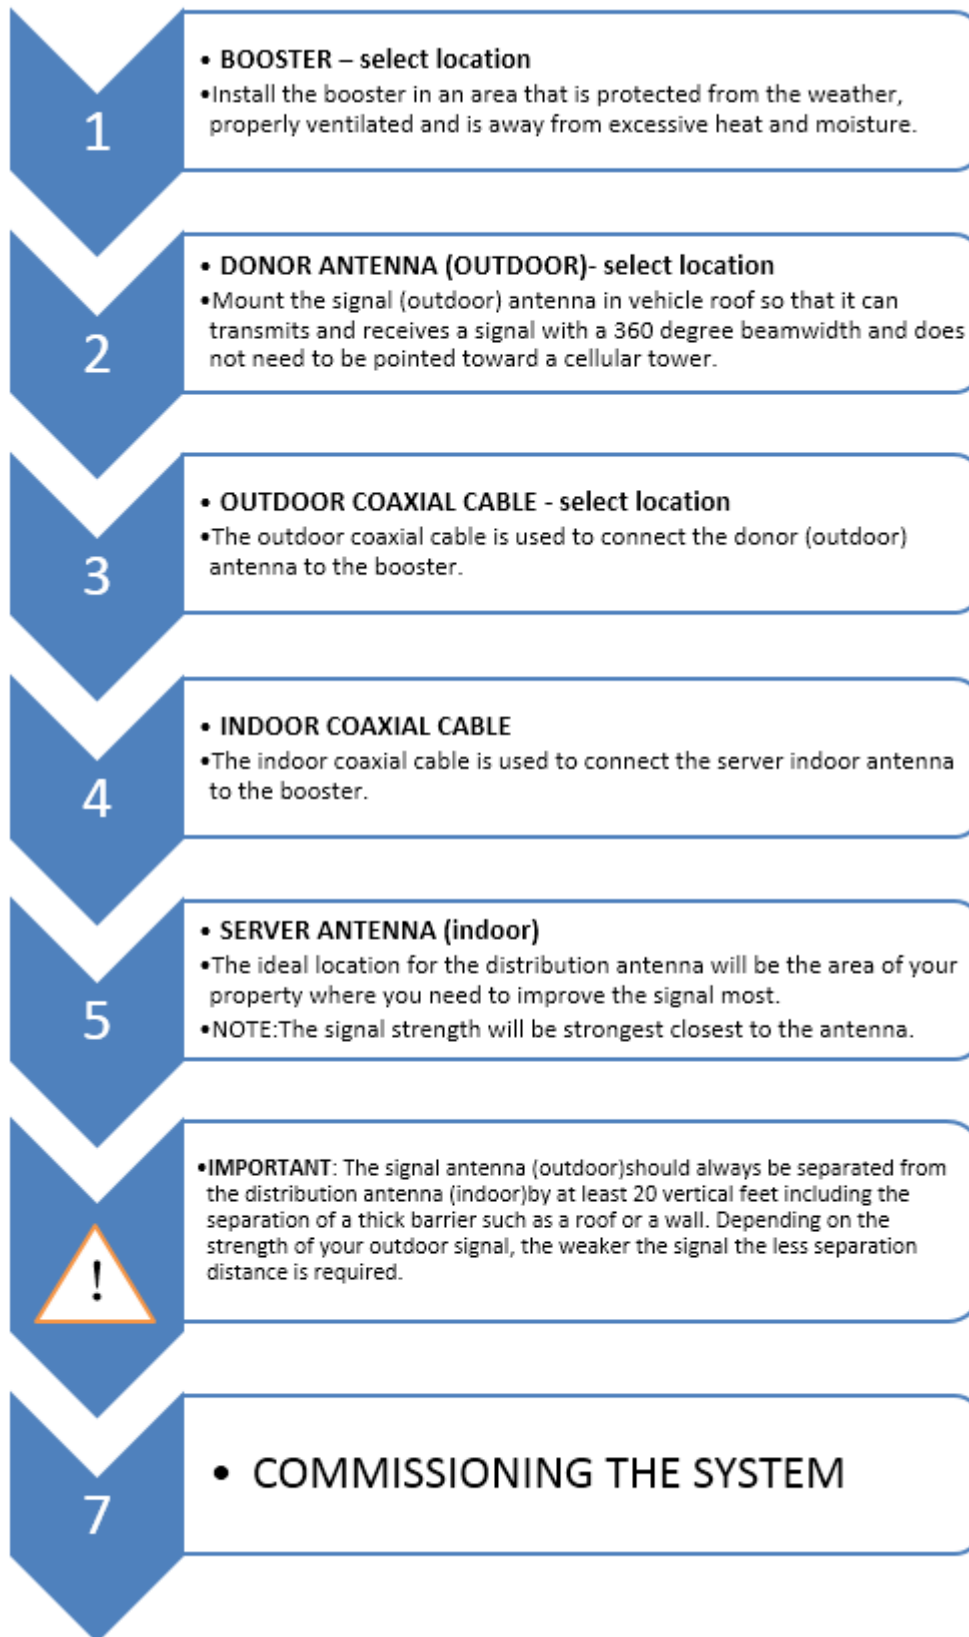 1
• BOOSTER – select location
•Install the booster in an area that is protected from the weather,
properly ventilated and is away from excessive heat and moisture.
2
• DONOR ANTENNA (OUTDOOR)- select location
•Mount the signal (outdoor) antenna in vehicle roof so that it can
transmits and receives a signal with a 360 degree beamwidth and does
not need to be pointed toward a cellular tower.
3
• OUTDOOR COAXIAL CABLE - select location
•The outdoor coaxial cable is used to connect the donor (outdoor)
antenna to the booster.
4
• INDOOR COAXIAL CABLE
•The indoor coaxial cable is used to connect the server indoor antenna
to the booster.
5
• SERVER ANTENNA (indoor)
•The ideal location for the distribution antenna will be the area of your
property where you need to improve the signal most.
•NOTE:The signal strength will be strongest closest to the antenna.
!
•IMPORTANT: The signal antenna (outdoor)should always be separated from
the distribution antenna (indoor)by at least 20 vertical feet including the
separation of a thick barrier such as a roof or a wall. Depending on the
strength of your outdoor signal, the weaker the signal the less separation
distance is required.
7
• COMMISSIONING THE SYSTEM